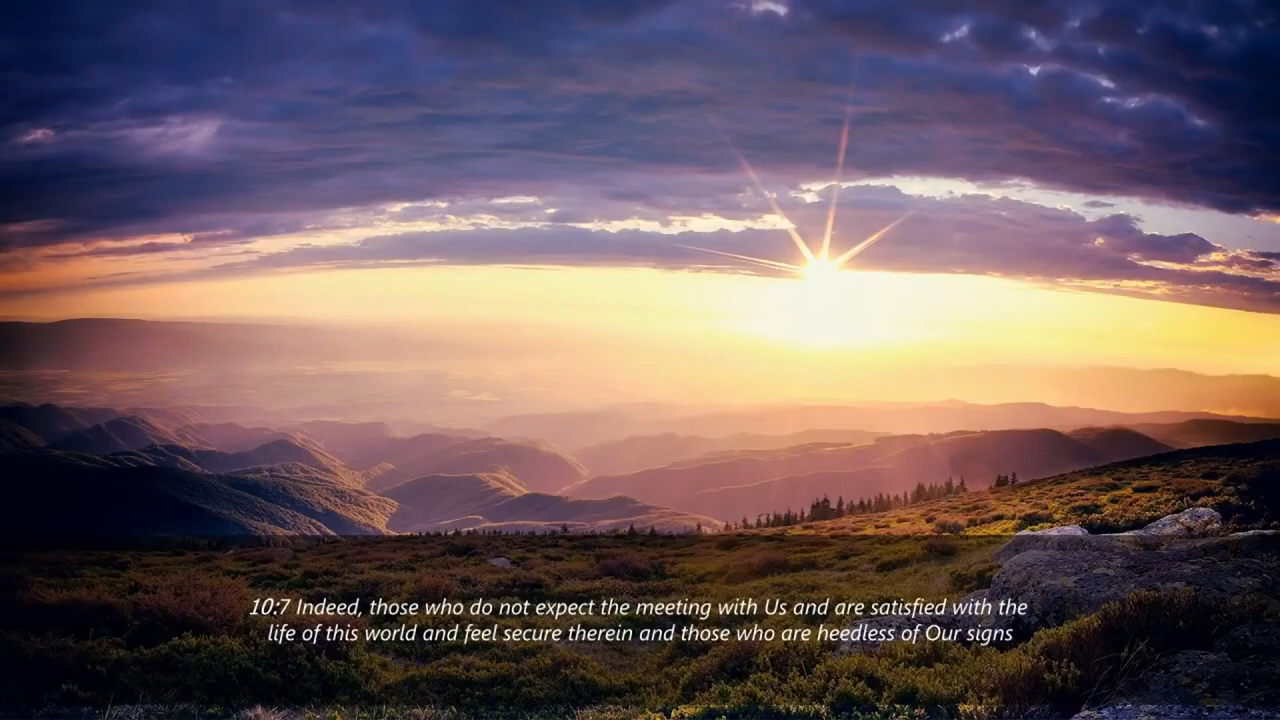 10:7 Indeed, those who do not expect the meeting with Us and are satisfied with the
life of this world and feel secure therein and those who are heedless of Our signs